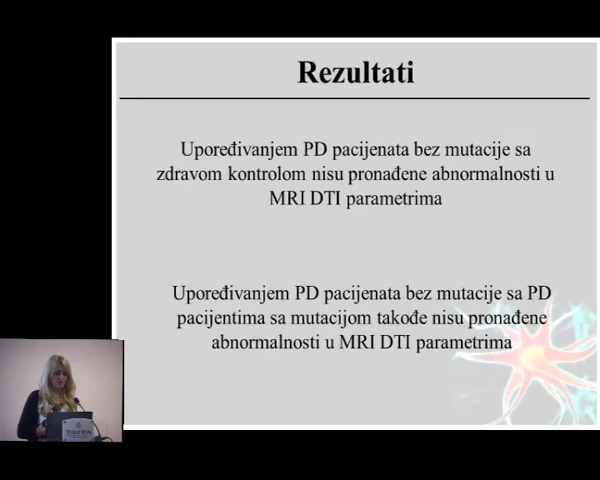 Rezultati
Upoređivanjem PD pacijenata bez mutacije sa
zdravom kontrolom nisu pronađene abnormalnosti u
MRI DTI parametrima
Upoređivanjem PD pacijenata bez mutacije sa PD
pacijentima sa mutacijom takođe nisu pronađene
abnormalnosti u MRI DTI parametrima